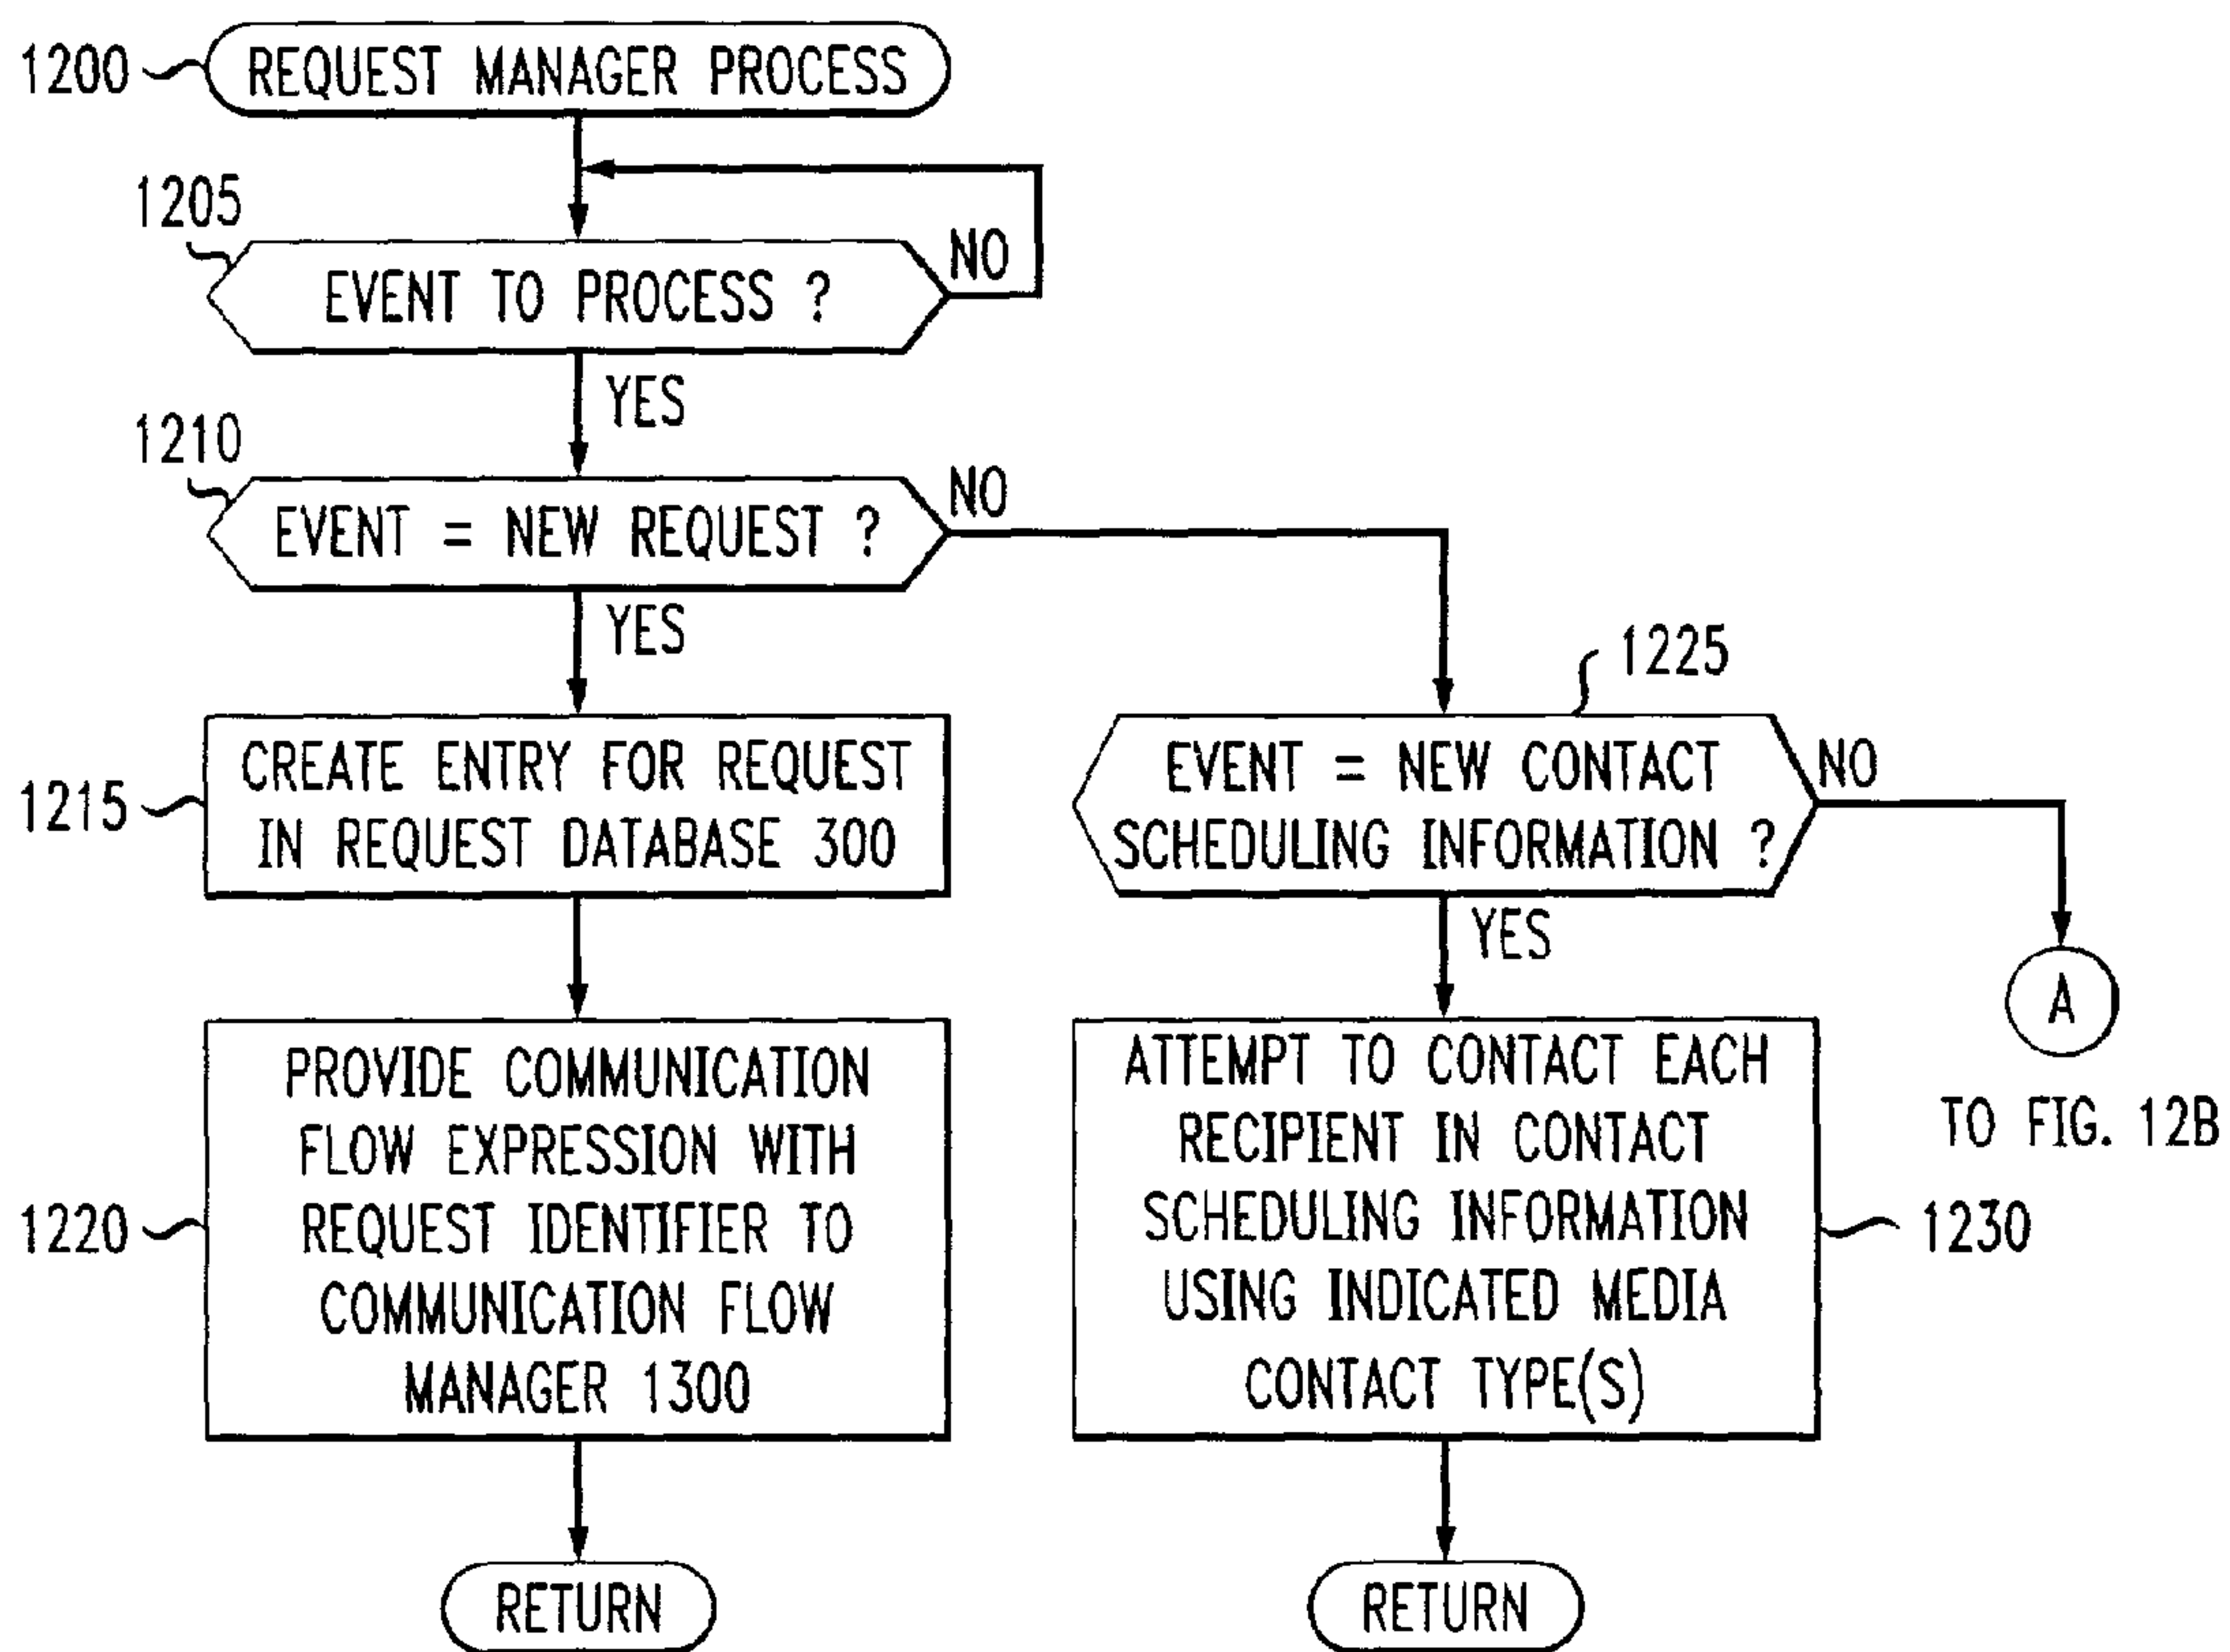 1200
REQUEST MANAGER PROCESS
1205
EVENT TO PROCESS ?
NO
YES
1210
EVENT = NEW REQUEST ?
NO
YES
1215
CREATE ENTRY FOR REQUEST
IN REQUEST DATABASE 300
1225
EVENT = NEW CONTACT
SCHEDULING INFORMATION ?
NO
YES
A
TO FIG. 12B
1220
PROVIDE COMMUNICATION
FLOW EXPRESSION WITH
REQUEST IDENTIFIER TO
COMMUNICATION FLOW
MANAGER 1300
ATTEMPT TO CONTACT EACH
RECIPIENT IN CONTACT
SCHEDULING INFORMATION
USING INDICATED MEDIA
CONTACT TYPE(S)
1230
RETURN
RETURN